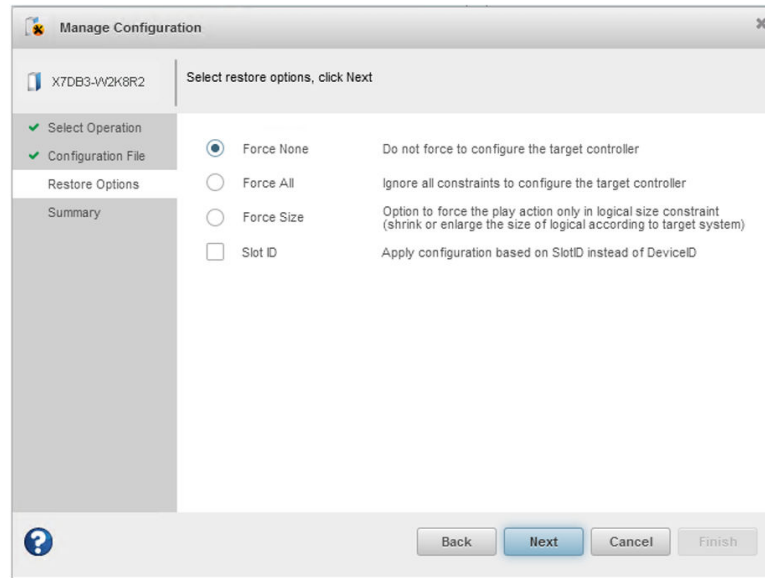 Manage Configuration
X7DB3-W2K8R2
Select restore options, click Next
Select Operation
Configuration File
Restore Options
Summary
Force None Do not force to configure the target controller
Force All Ignore all constraints to configure the target controller
Force Size Option to force the play action only in logical size constraint
(shrink or enlarge the size of logical according to target system)
Slot ID Apply configuration based on SlotID instead of DeviceID
? Back Next Cancel Finish